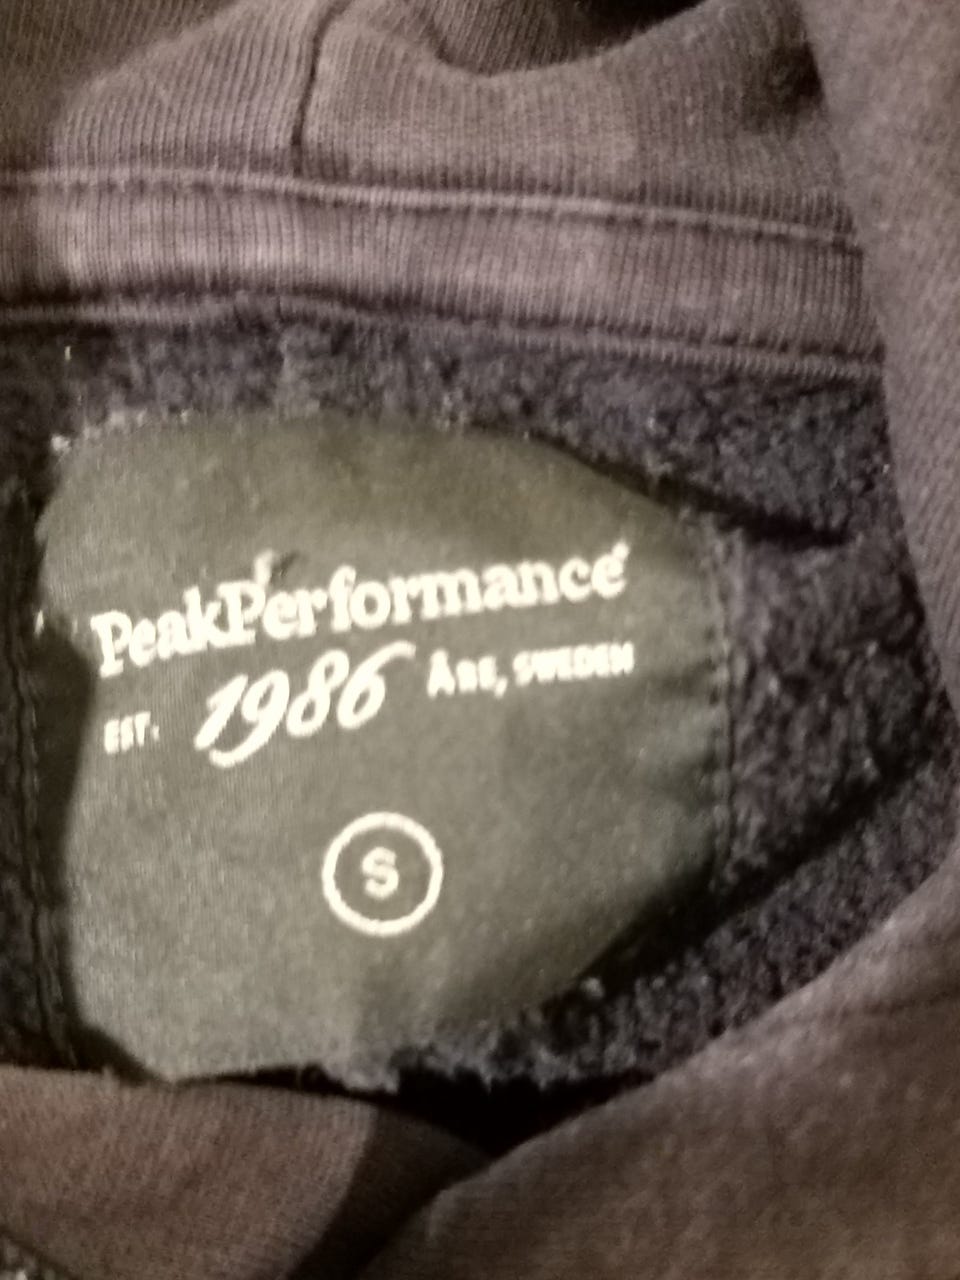 PeakPerformance
EST. 1986 Åre, SWEDEN
S